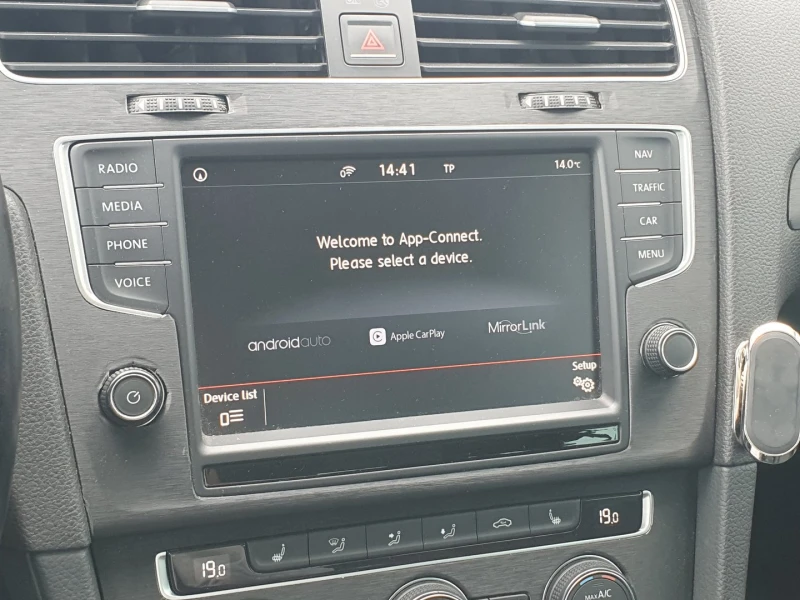 RADIO
MEDIA
PHONE
VOICE
14:41
TP
14.0°C
Welcome to App-Connect.
Please select a device.
androidauto
Apple CarPlay
MirrorLink
Device list
Setup
NAV
TRAFFIC
CAR
MENU
19.0
19.0
MAX A/C